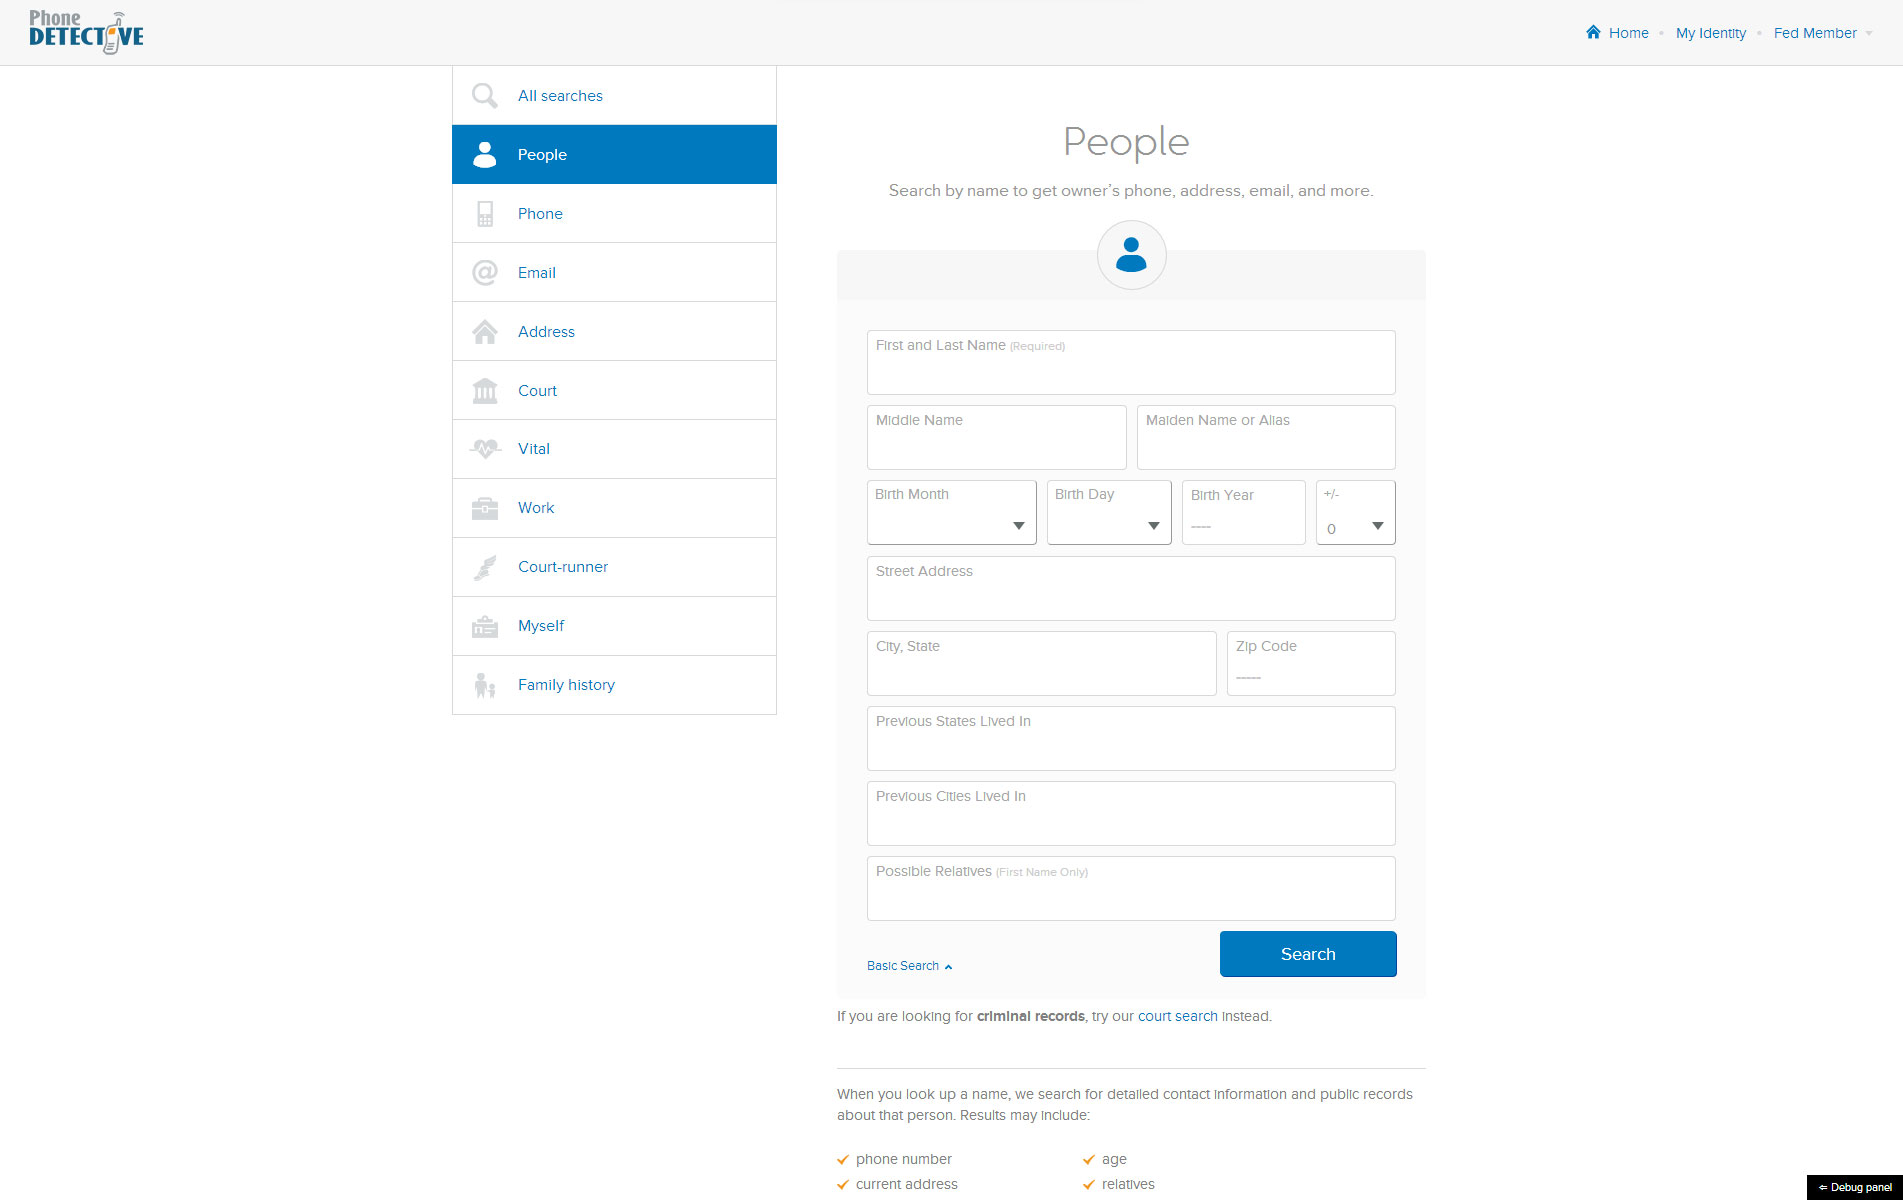 Phone
DETECTIVE
Home • My Identity • Fed Member
All searches
People
Phone
Email
Address
Court
Vital
Work
Court-runner
Myself
Family history
People
Search by name to get owner's phone, address, email, and more.
First and Last Name (Required)
Middle Name
Maiden Name or Alias
Birth Month
Birth Day
Birth Year
----
+/-
0
Street Address
City, State
Zip Code
-----
Previous States Lived In
Previous Cities Lived In
Possible Relatives (First Name Only)
Basic Search
Search
If you are looking for criminal records, try our court search instead.
When you look up a name, we search for detailed contact information and public records
about that person. Results may include:
phone number
age
current address
relatives
⇐ Debug panel